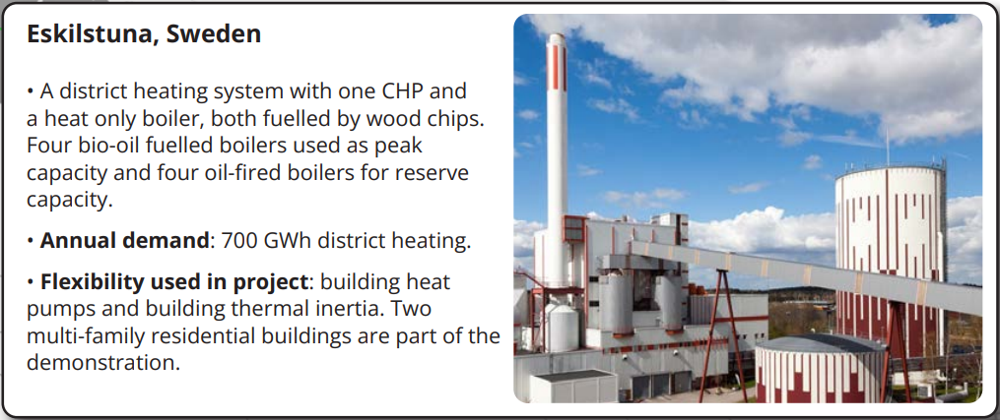 Eskilstuna, Sweden
• A district heating system with one CHP and
a heat only boiler, both fuelled by wood chips.
Four bio-oil fuelled boilers used as peak
capacity and four oil-fired boilers for reserve
capacity.
• Annual demand: 700 GWh district heating.
• Flexibility used in project: building heat
pumps and building thermal inertia. Two
multi-family residential buildings are part of the
demonstration.